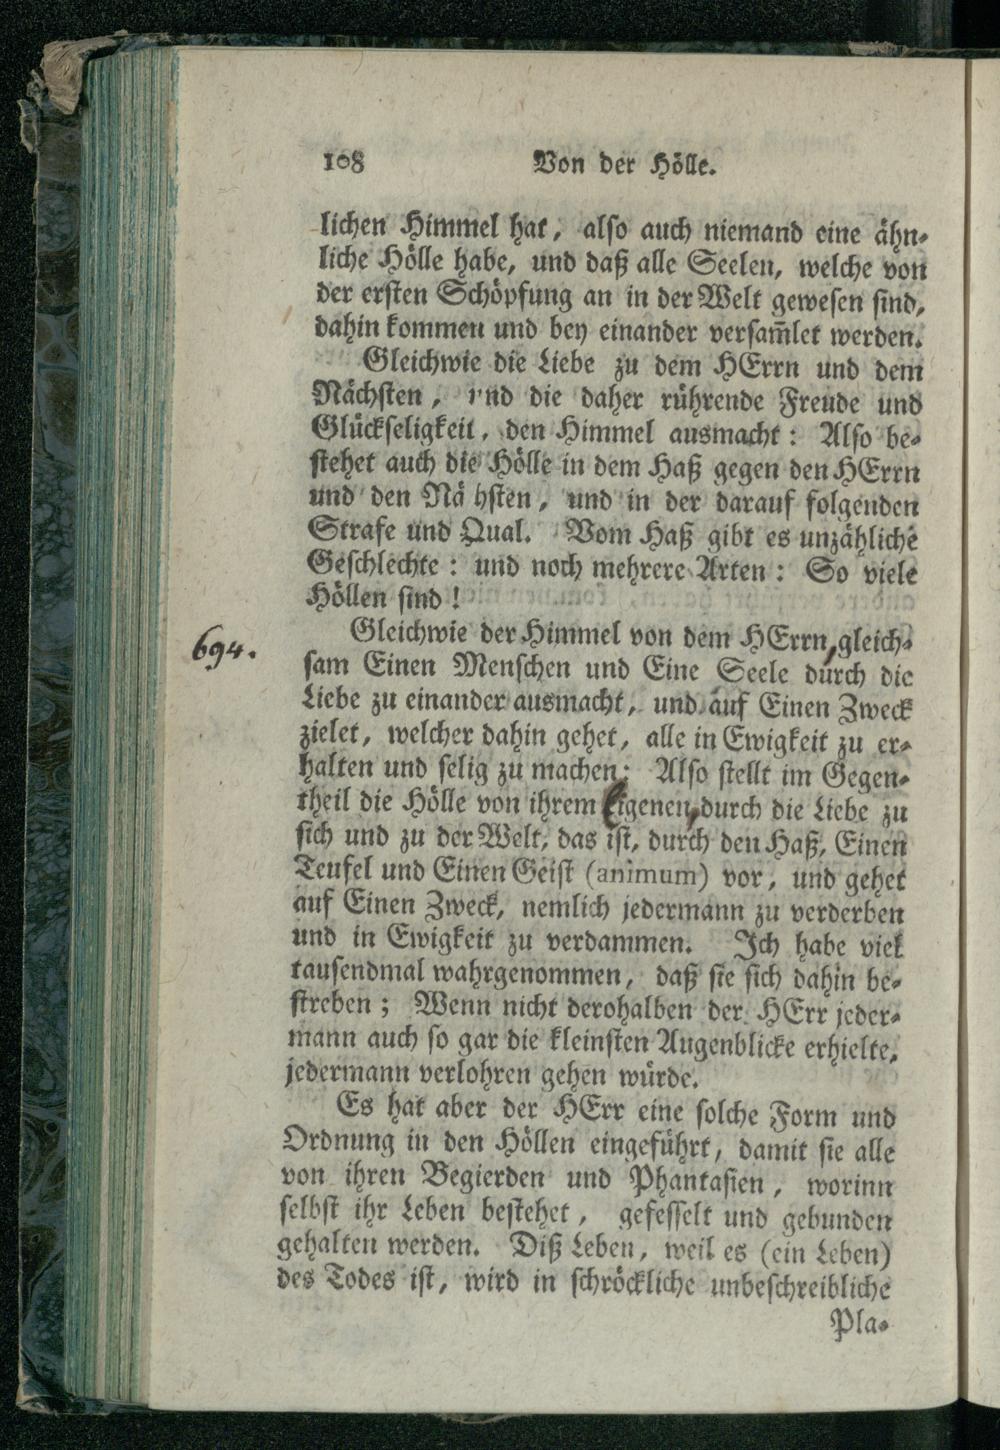 108 Von der Hölle.
lichen Himmel hat, also auch niemand eine ähn-
liche Hölle habe, und daß alle Seelen, welche von
der ersten Schöpfung an in der Welt gewesen sind,
dahin kommen und bey einander versam̃let werden.
Gleichwie die Liebe zu dem HErrn und dem
Nächsten, und die daher rührende Freude und
Glückseligkeit, den Himmel ausmacht: Also be-
stehet auch die Hölle in dem Haß gegen den HErrn
und den Nä hsten, und in der darauf folgenden
Strafe und Qual. Vom Haß gibt es unzähliche
Geschlechte: und noch mehrere Arten: So viele
Höllen sind!
694. Gleichwie der Himmel von dem HErrn, gleich-
sam Einen Menschen und Eine Seele durch die
Liebe zu einander ausmacht, und auf Einen Zweck
zielet, welcher dahin gehet, alle in Ewigkeit zu er-
halten und selig zu machen: Also stellt im Gegen-
theil die Hölle von ihrem Eigenen, durch die Liebe zu
sich und zu der Welt, das ist, durch den Haß, Einen
Teufel und Einen Geist (animum) vor, und gehet
auf Einen Zweck, nemlich jedermann zu verderben
und in Ewigkeit zu verdammen. Ich habe viel
tausendmal wahrgenommen, daß sie sich dahin be-
streben; Wenn nicht derohalben der HErr jeder-
mann auch so gar die kleinsten Augenblicke erhielte,
jedermann verlohren gehen würde.
Es hat aber der HErr eine solche Form und
Ordnung in den Höllen eingeführt, damit sie alle
von ihren Begierden und Phantasien, worinn
selbst ihr Leben bestehet, gefesselt und gebunden
gehalten werden. Diß Leben, weil es (ein Leben)
des Todes ist, wird in schröckliche unbeschreibliche
Pla-